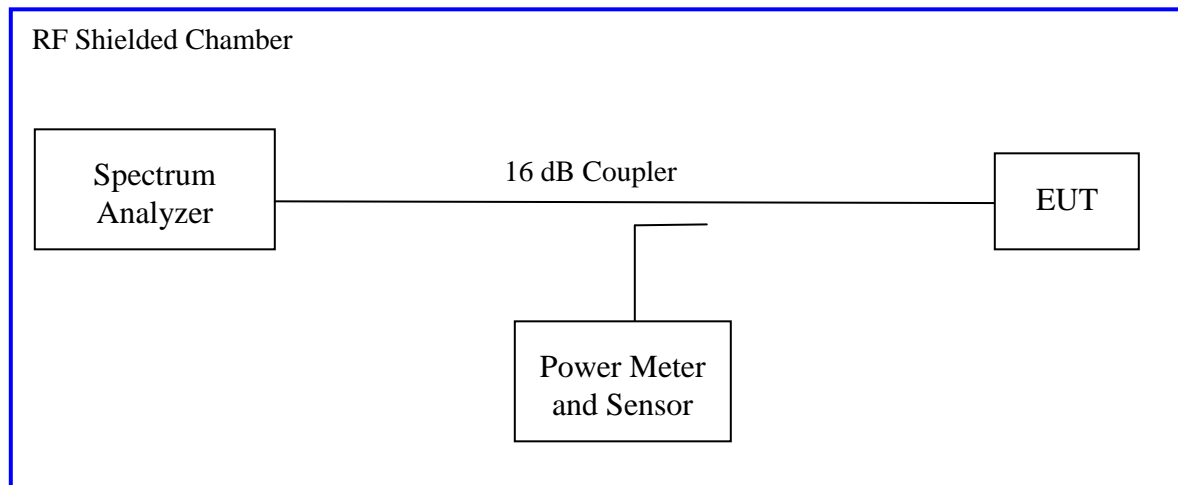 RF Shielded Chamber
16 dB Coupler
Spectrum
Analyzer
EUT
Power Meter
and Sensor